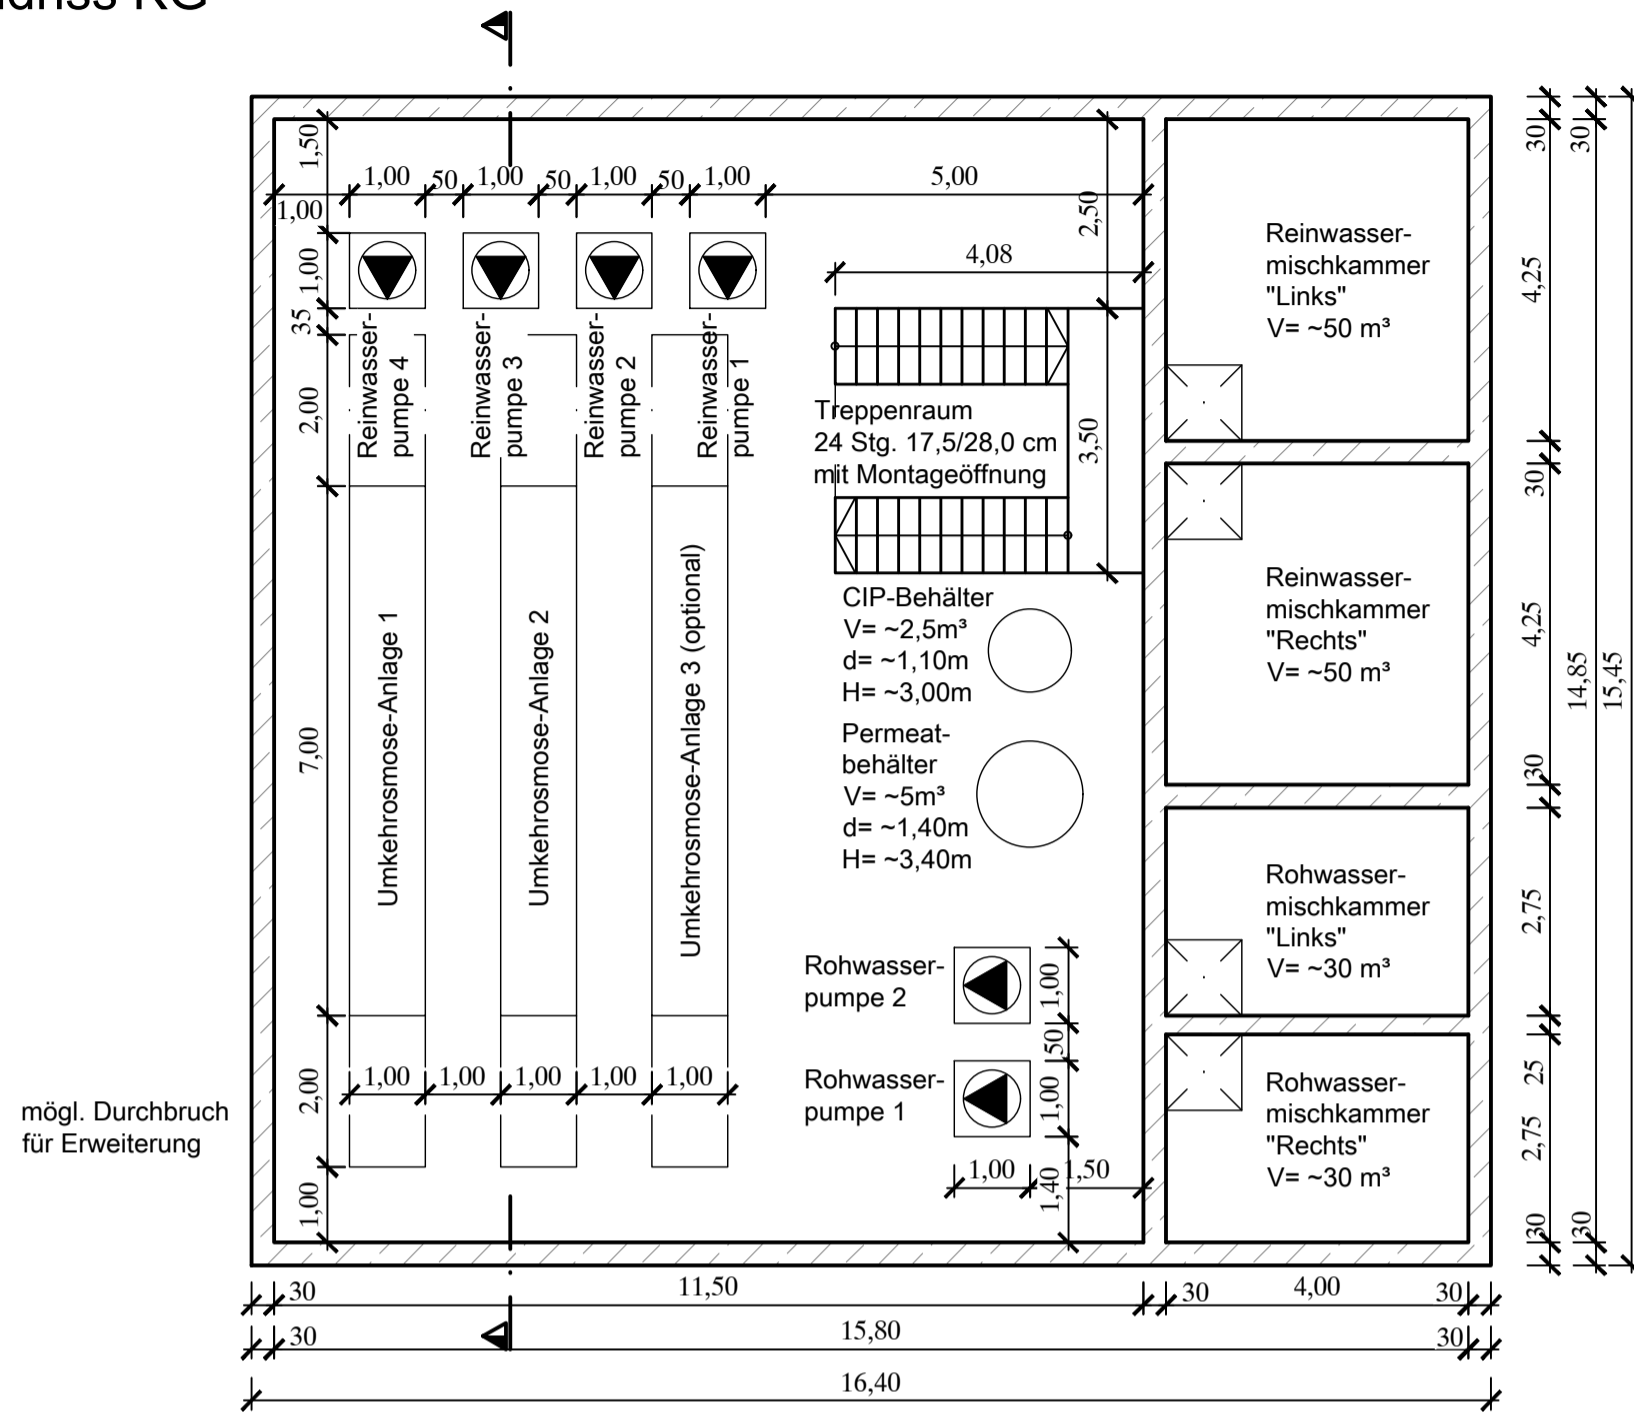 1,50
1,00
50
1,00
50
1,00
50
1,00
5,00
1,00
2,50
4,08
1,00
35
2,00
7,00
2,00
1,00
Reinwasser-
pumpe 4
Reinwasser-
pumpe 3
Reinwasser-
pumpe 2
Reinwasser-
pumpe 1
Treppenraum
24 Stg. 17,5/28,0 cm
mit Montageöffnung
3,50
Umkehrosmose-Anlage 1
Umkehrosmose-Anlage 2
Umkehrosmose-Anlage 3 (optional)
CIP-Behälter
V= ~2,5m³
d= ~1,10m
H= ~3,00m
Permeat-
behälter
V= ~5m³
d= ~1,40m
H= ~3,40m
Rohwasser-
pumpe 2
Rohwasser-
pumpe 1
1,00
50
1,00
1,40
1,00
1,50
1,00
1,00
1,00
1,00
1,00
mögl. Durchbruch
für Erweiterung
Reinwasser-
mischkammer
"Links"
V= ~50 m³
Reinwasser-
mischkammer
"Rechts"
V= ~50 m³
Rohwasser-
mischkammer
"Links"
V= ~30 m³
Rohwasser-
mischkammer
"Rechts"
V= ~30 m³
30
4,25
30
4,25
30
2,75
25
2,75
30
30
14,85
30
15,45
30
11,50
30
4,00
30
30
15,80
30
16,40